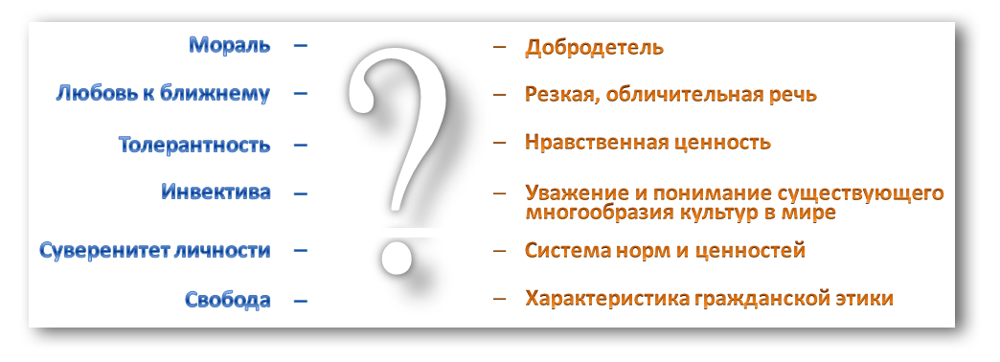 Мораль –
– Добродетель
Любовь к ближнему –
– Резкая, обличительная речь
Толерантность –
– Нравственная ценность
Инвектива –
– Уважение и понимание существующего
многообразия культур в мире
Суверенитет личности –
– Система норм и ценностей
Свобода –
– Характеристика гражданской этики
?